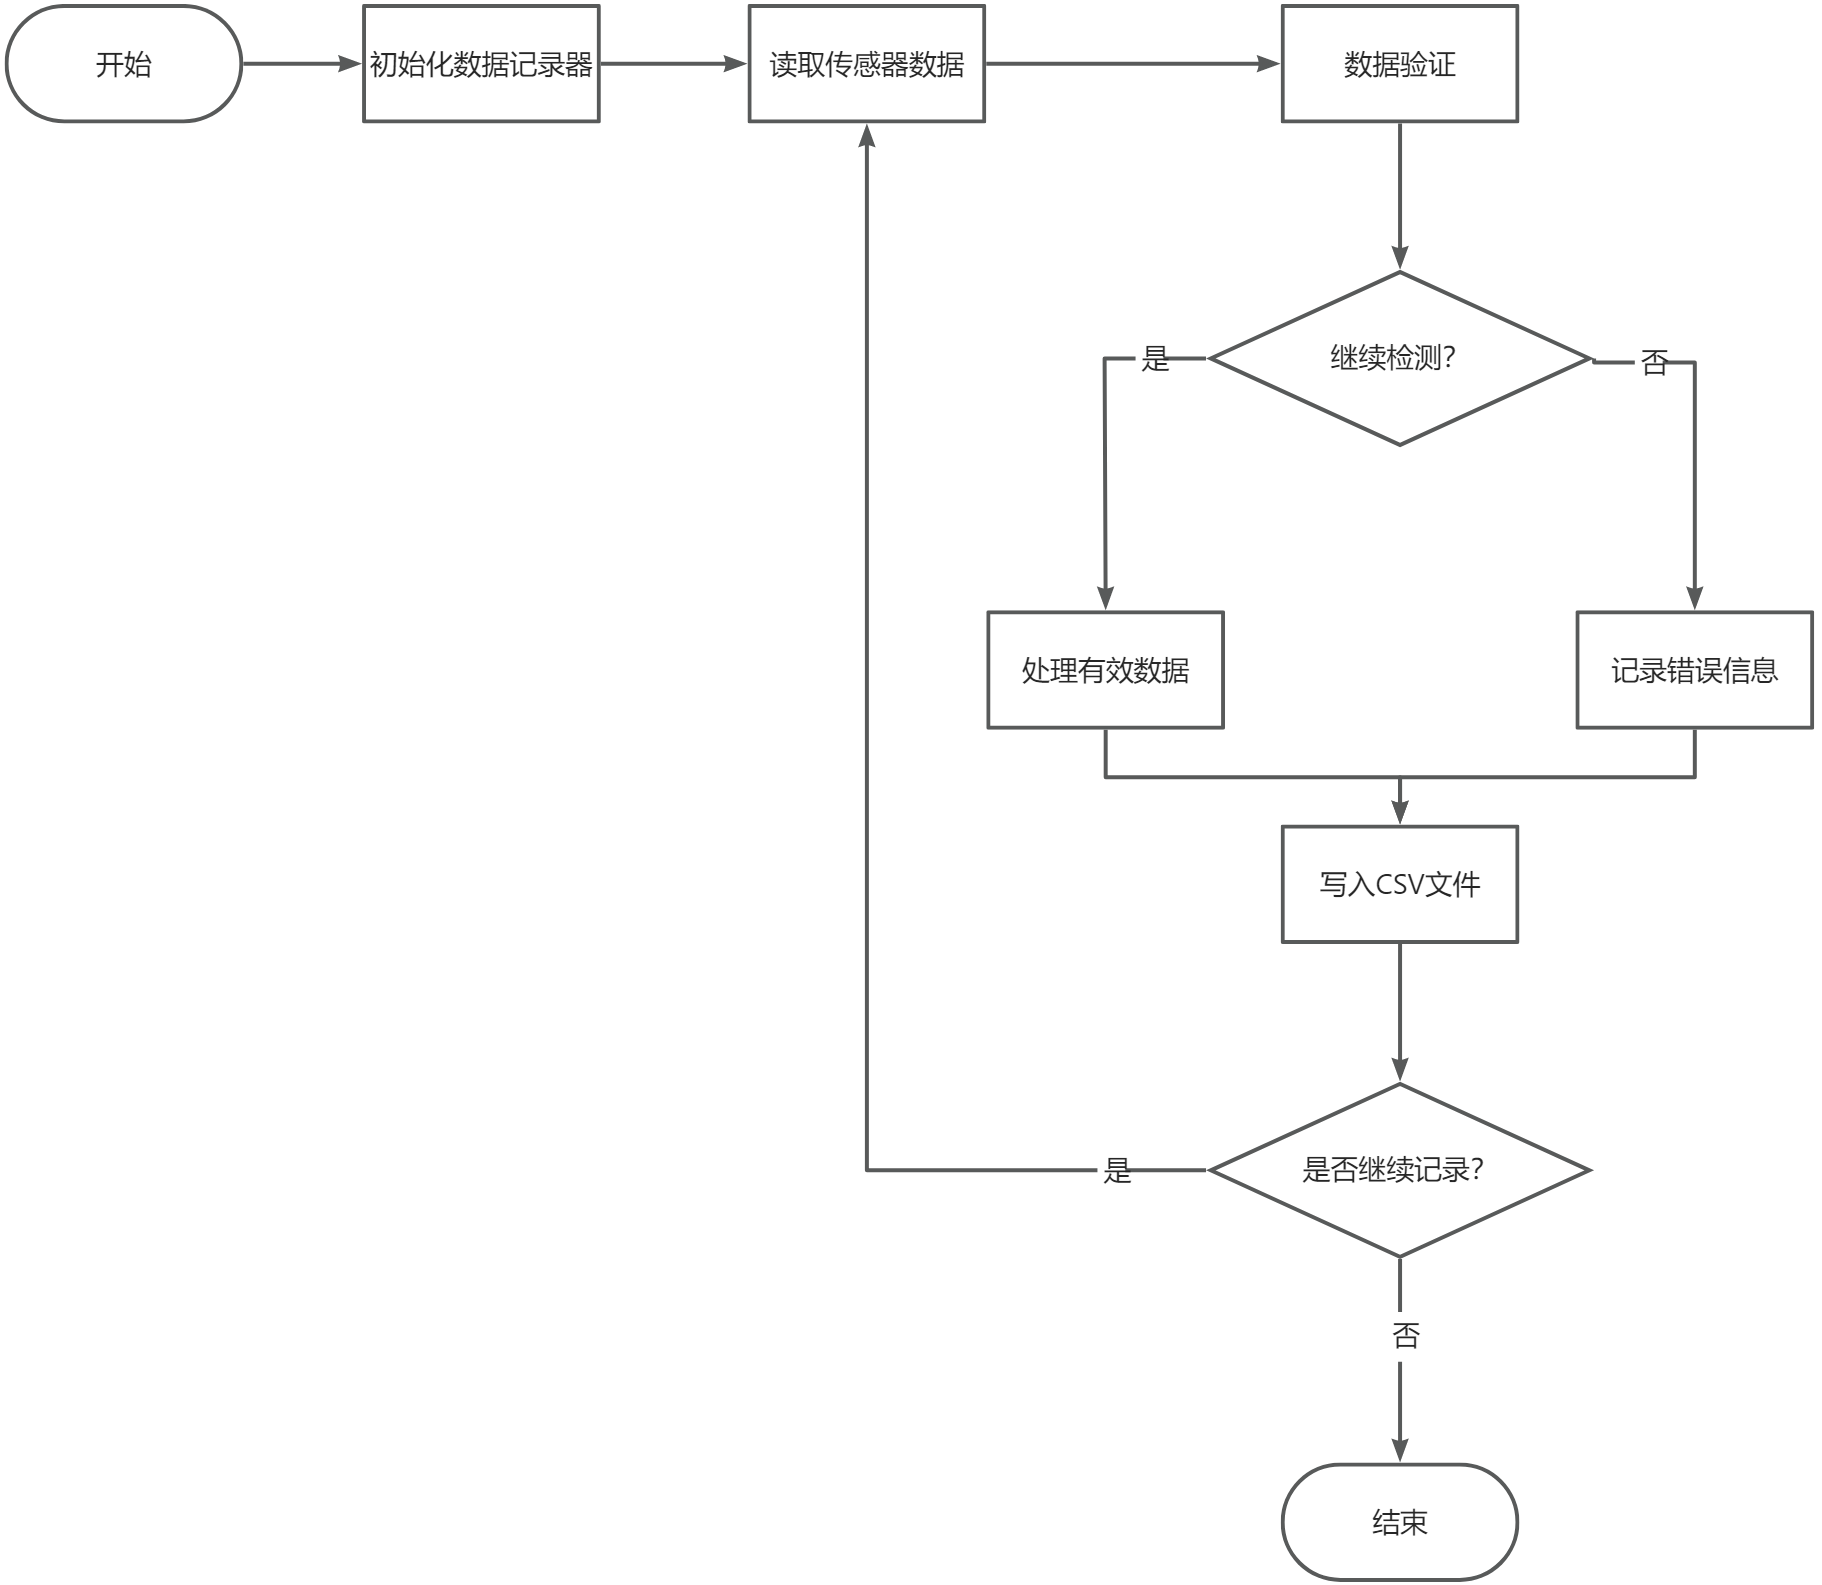 开始
初始化数据记录器
读取传感器数据
数据验证
继续检测?
是
否
处理有效数据
记录错误信息
写入CSV文件
是否继续记录?
是
否
结束